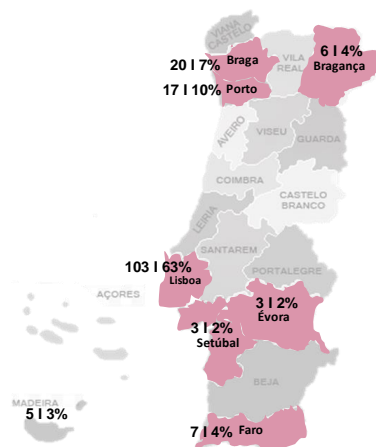 VIANA
CASTELO
Braga
20 I 7%
VILA
REAL
6 I 4%
Bragança
17 I 10%
Porto
AVEIRO
VISEU
GUARDA
COIMBRA
CASTELO
BRANCO
LEIRIA
SANTAREM
103 I 63%
Lisboa
PORTALEGRE
AÇORES
3 I 2%
Évora
3 I 2%
Setúbal
BEJA
MADEIRA
5 I 3%
7 I 4%
Faro